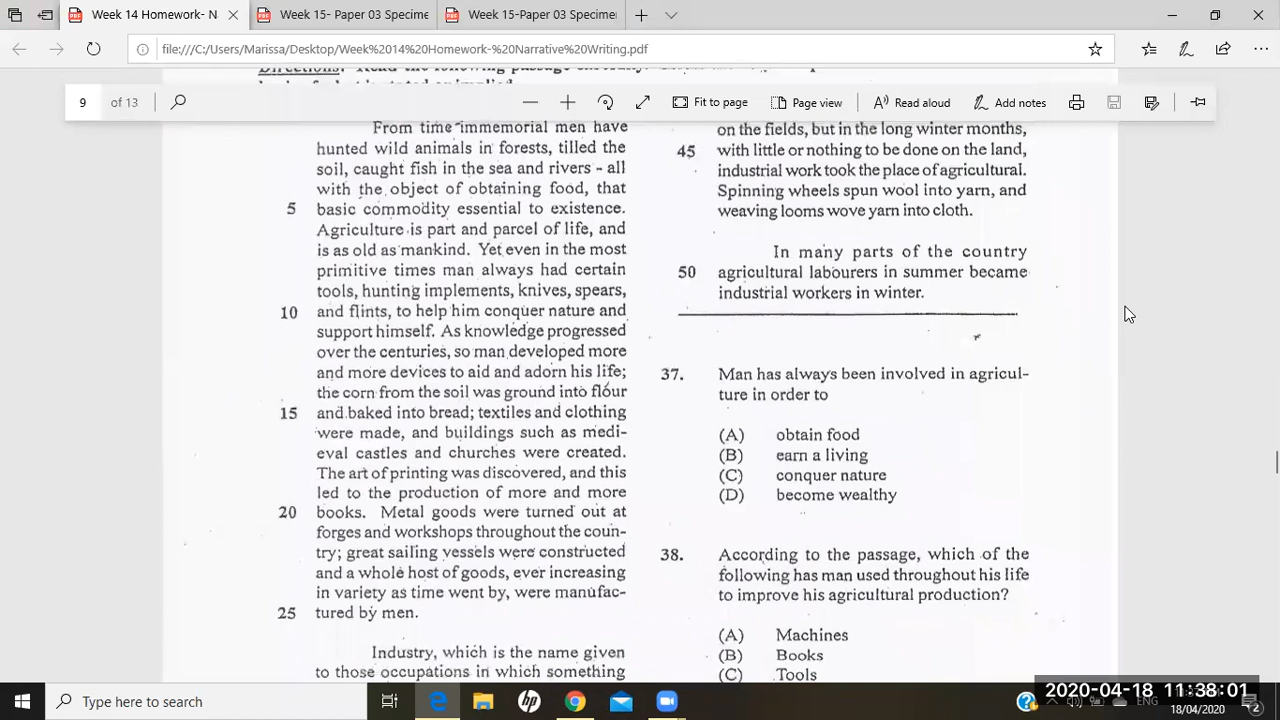 Week 14 Homework- N
Week 15- Paper 03 Specime
Week 15-Paper 03 Specime
file:///C:/Users/Marissa/Desktop/Week%2014%20Homework-%20Narrative%20Writing.pdf
9 of 13
Fit to page
Page view
Read aloud
Add notes
From time immemorial men have
hunted wild animals in forests, tilled the
soil, caught fish in the sea and rivers - all
with the object of obtaining food, that
5 basic commodity essential to existence.
Agriculture is part and parcel of life, and
is as old as mankind. Yet even in the most
primitive times man always had certain
tools, hunting implements, knives, spears,
10 and flints, to help him conquer nature and
support himself. As knowledge progressed
over the centuries, so man developed more
and more devices to aid and adorn his life;
the corn from the soil was ground into flour
15 and baked into bread; textiles and clothing
were made, and buildings such as medi-
eval castles and churches were created.
The art of printing was discovered, and this
led to the production of more and more
20 books. Metal goods were turned out at
forges and workshops throughout the coun-
try; great sailing vessels were constructed
and a whole host of goods, ever increasing
in variety as time went by, were manufac-
25 tured by men.
Industry, which is the name given
to those occupations in which something
on the fields, but in the long winter months,
45 with little or nothing to be done on the land,
industrial work took the place of agricultural.
Spinning wheels spun wool into yarn, and
weaving looms wove yarn into cloth.
In many parts of the country
50 agricultural labourers in summer became
industrial workers in winter.
37. Man has always been involved in agricul-
ture in order to
(A) obtain food
(B) earn a living
(C) conquer nature
(D) become wealthy
38. According to the passage, which of the
following has man used throughout his life
to improve his agricultural production?
(A) Machines
(B) Books
(C) Tools
Type here to search
ENG
2020-04-18 11:38:01
18/04/2020